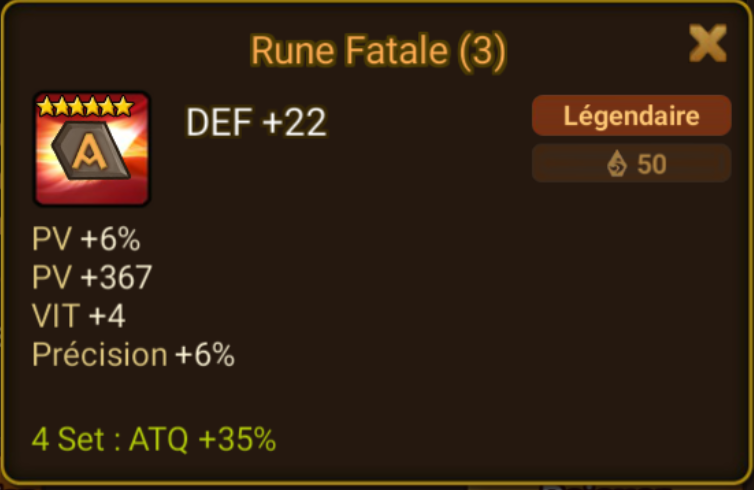 Rune Fatale (3)
DEF +22
Légendaire
50
PV +6%
PV +367
VIT +4
Précision +6%
4 Set : ATQ +35%